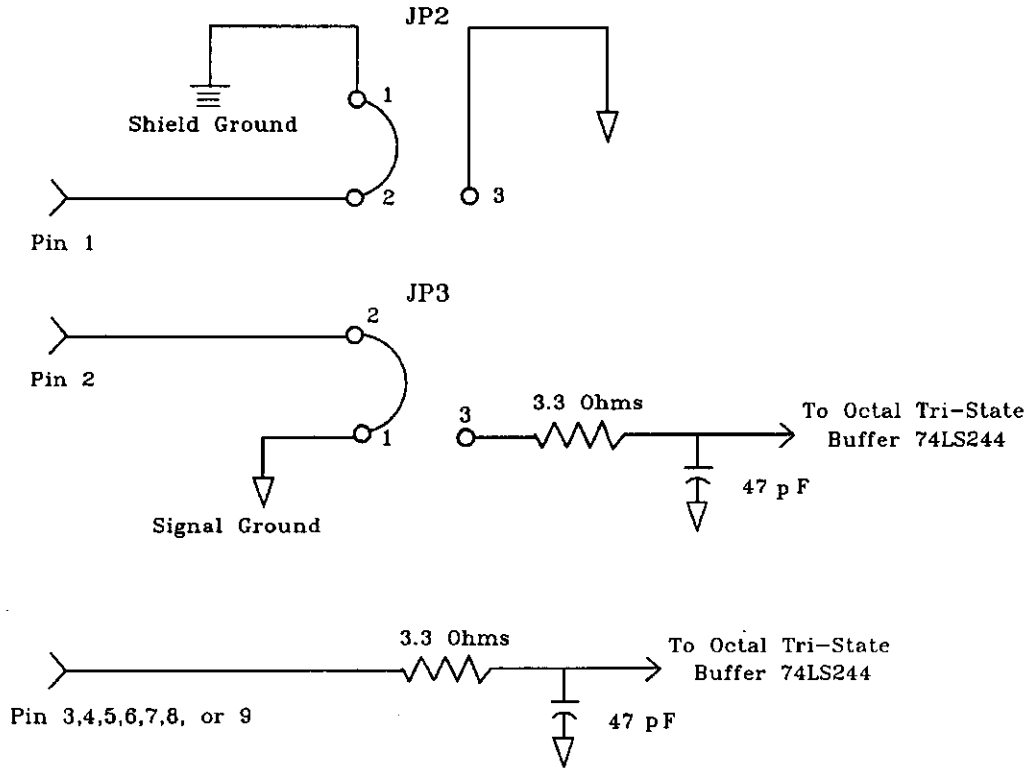 JP2
1
Shield Ground
2
3
Pin 1
JP3
2
Pin 2
3.3 Ohms
3
1
To Octal Tri-State
Buffer 74LS244
47 pF
Signal Ground
3.3 Ohms
To Octal Tri-State
Buffer 74LS244
Pin 3,4,5,6,7,8, or 9
47 pF